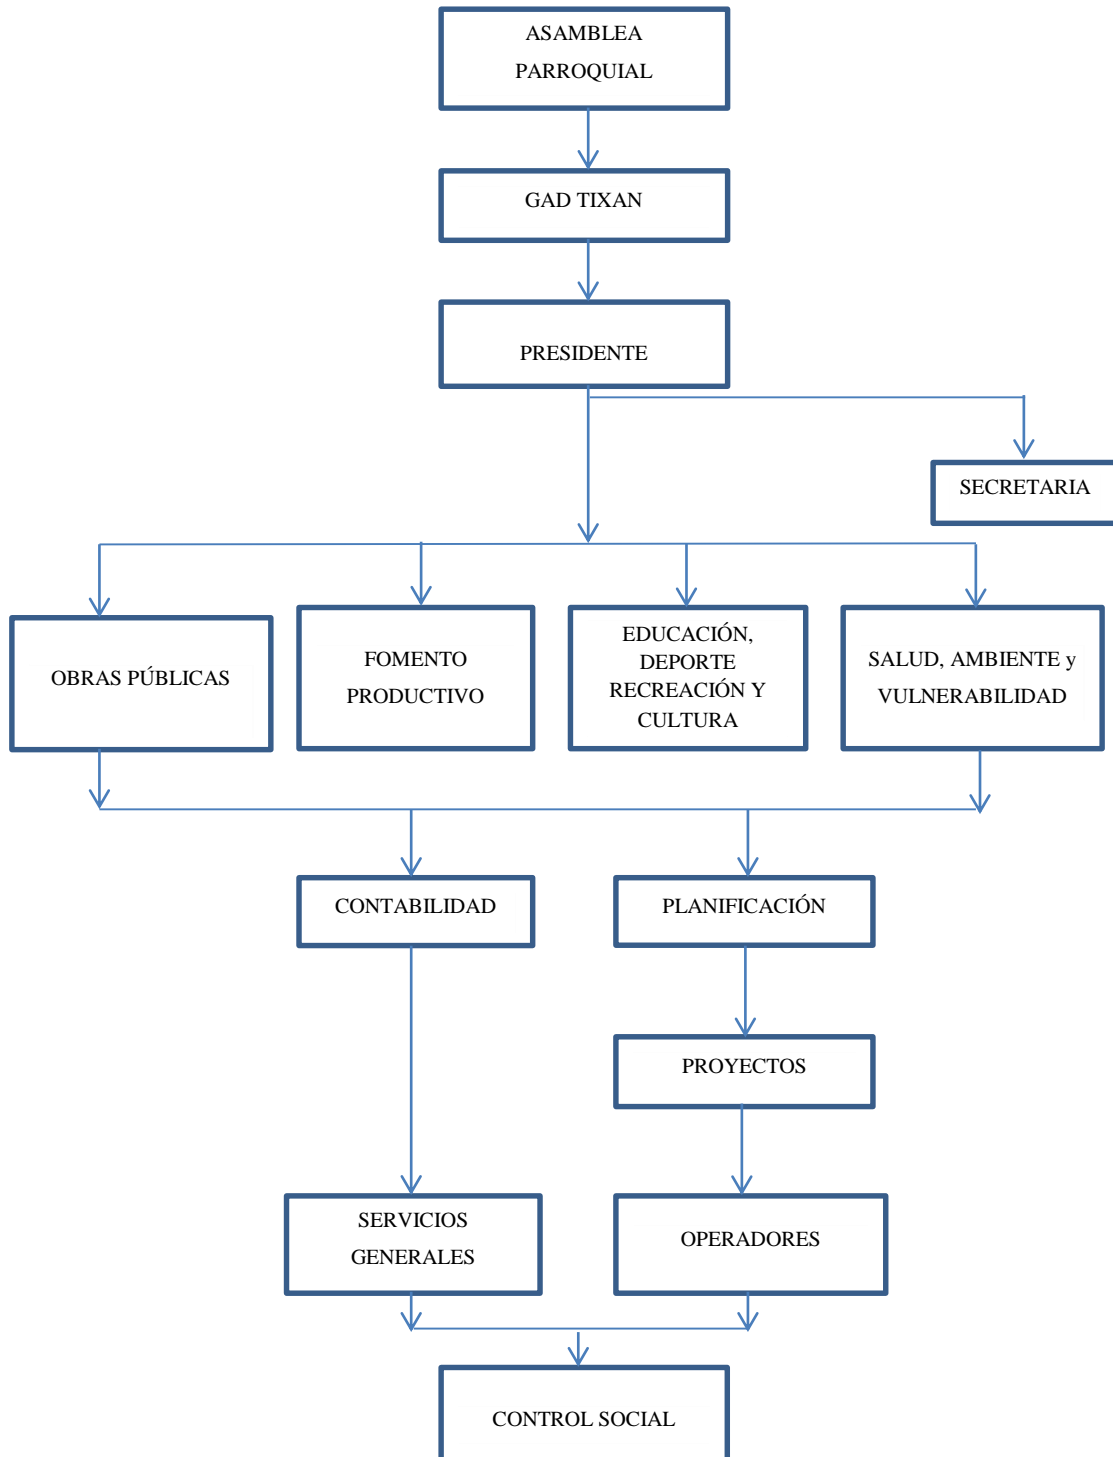 ASAMBLEA
PARROQUIAL
GAD TIXAN
PRESIDENTE
SECRETARIA
OBRAS PÚBLICAS
FOMENTO
PRODUCTIVO
EDUCACIÓN,
DEPORTE
RECREACIÓN Y
CULTURA
SALUD, AMBIENTE y
VULNERABILIDAD
CONTABILIDAD
PLANIFICACIÓN
PROYECTOS
SERVICIOS
GENERALES
OPERADORES
CONTROL SOCIAL